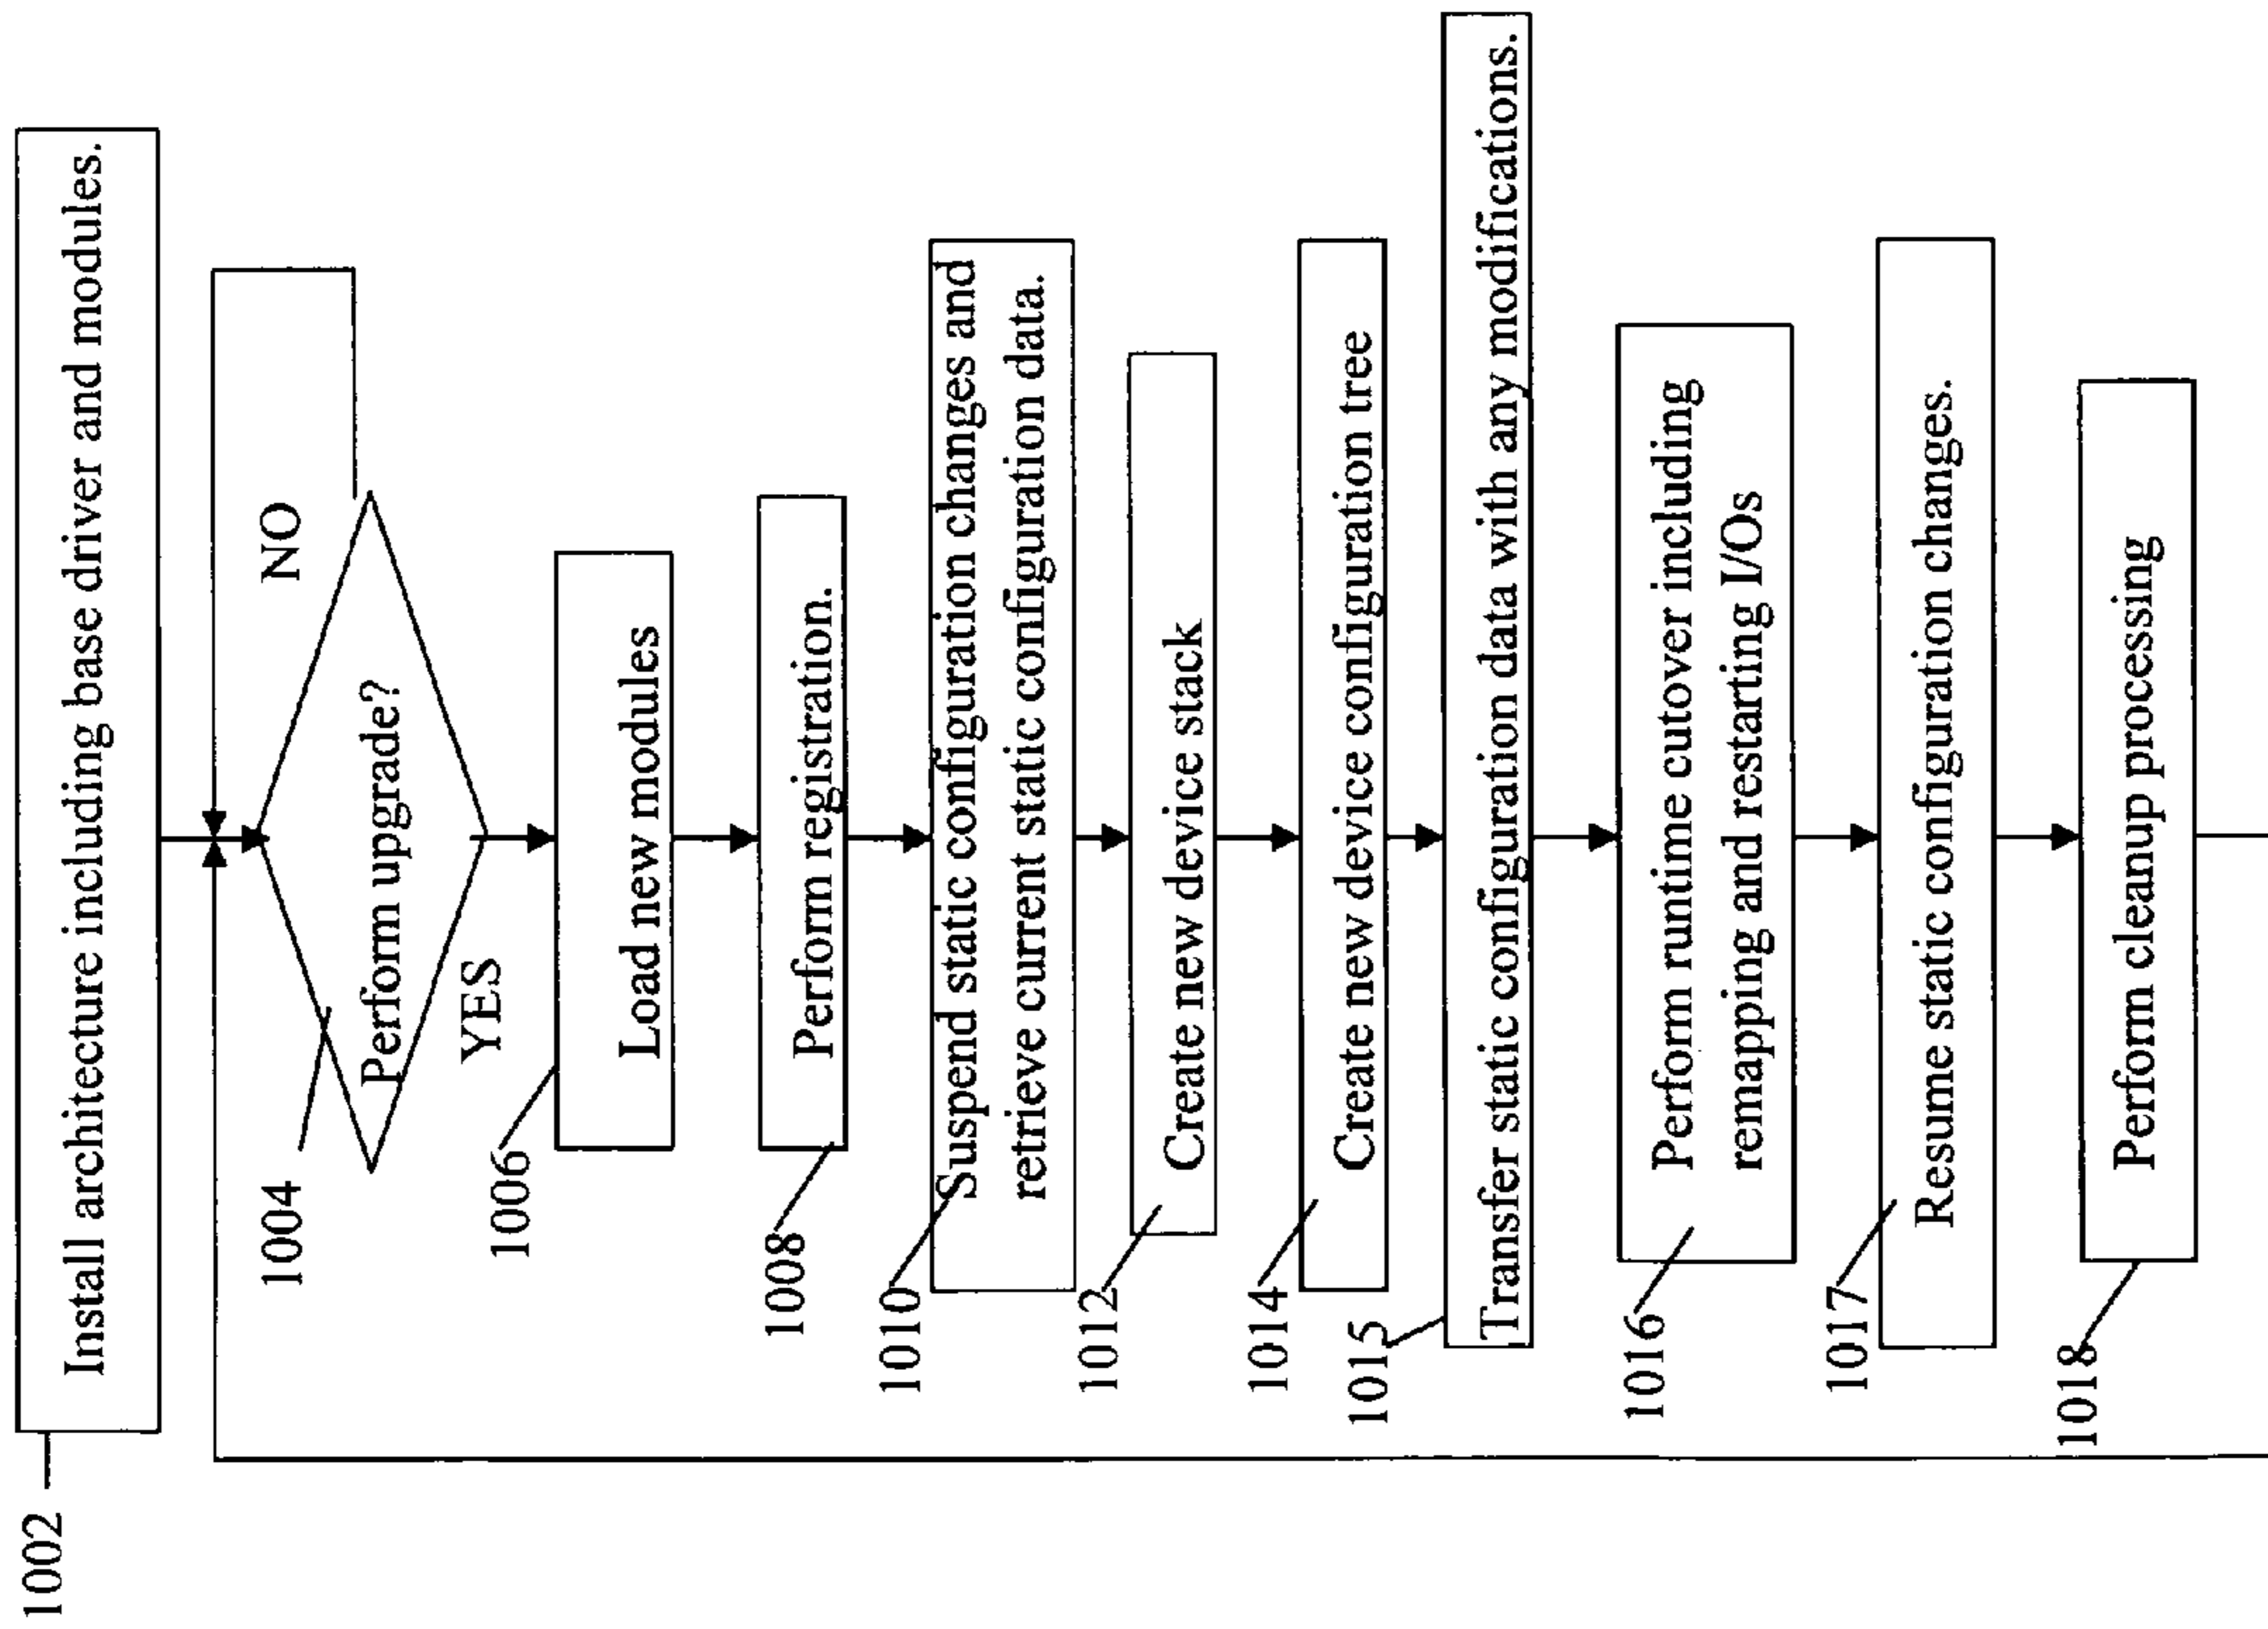 1002
Install architecture including base driver and modules.
1004
Perform upgrade?
NO
YES
1006
Load new modules
1008
Perform registration.
1010
Suspend static configuration changes and
retrieve current static configuration data.
1012
Create new device stack
1014
Create new device configuration tree
1015
Transfer static configuration data with any modifications.
1016
Perform runtime cutover including
remapping and restarting I/Os
1017
Resume static configuration changes.
1018
Perform cleanup processing